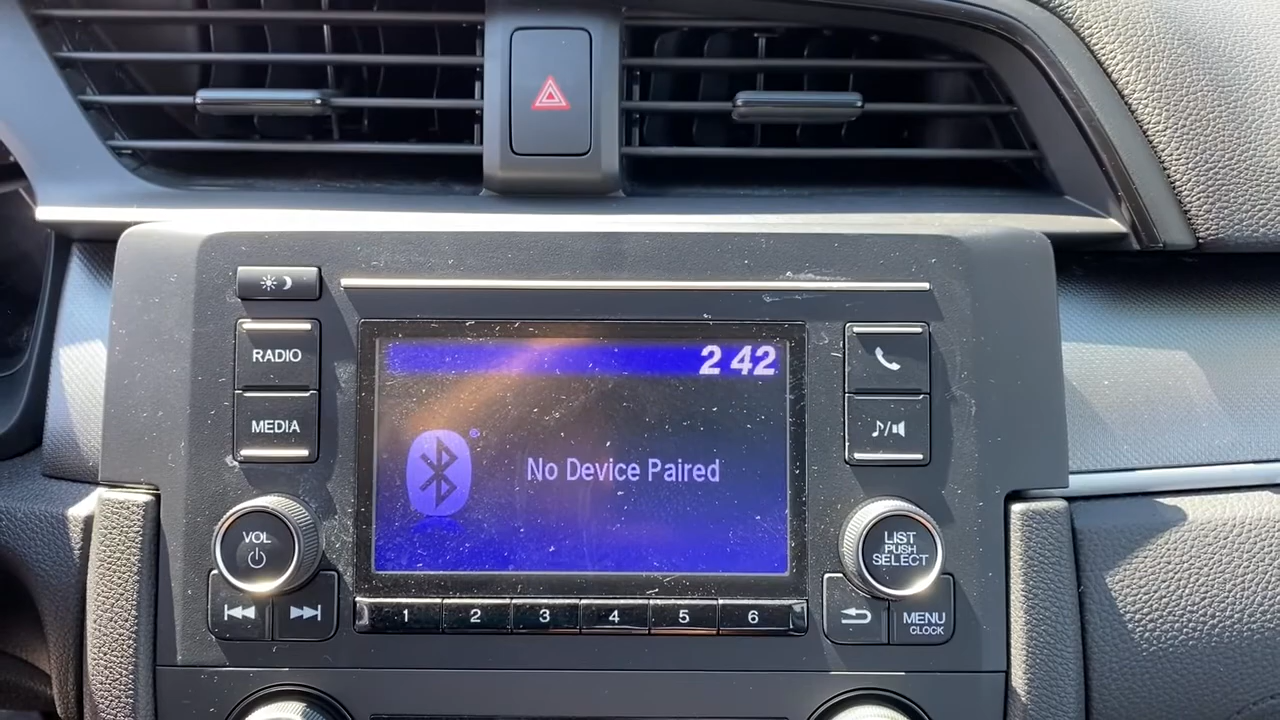 RADIO
MEDIA
2 42
No Device Paired
VOL
LIST
PUSH
SELECT
1 2 3 4 5 6
MENU
CLOCK